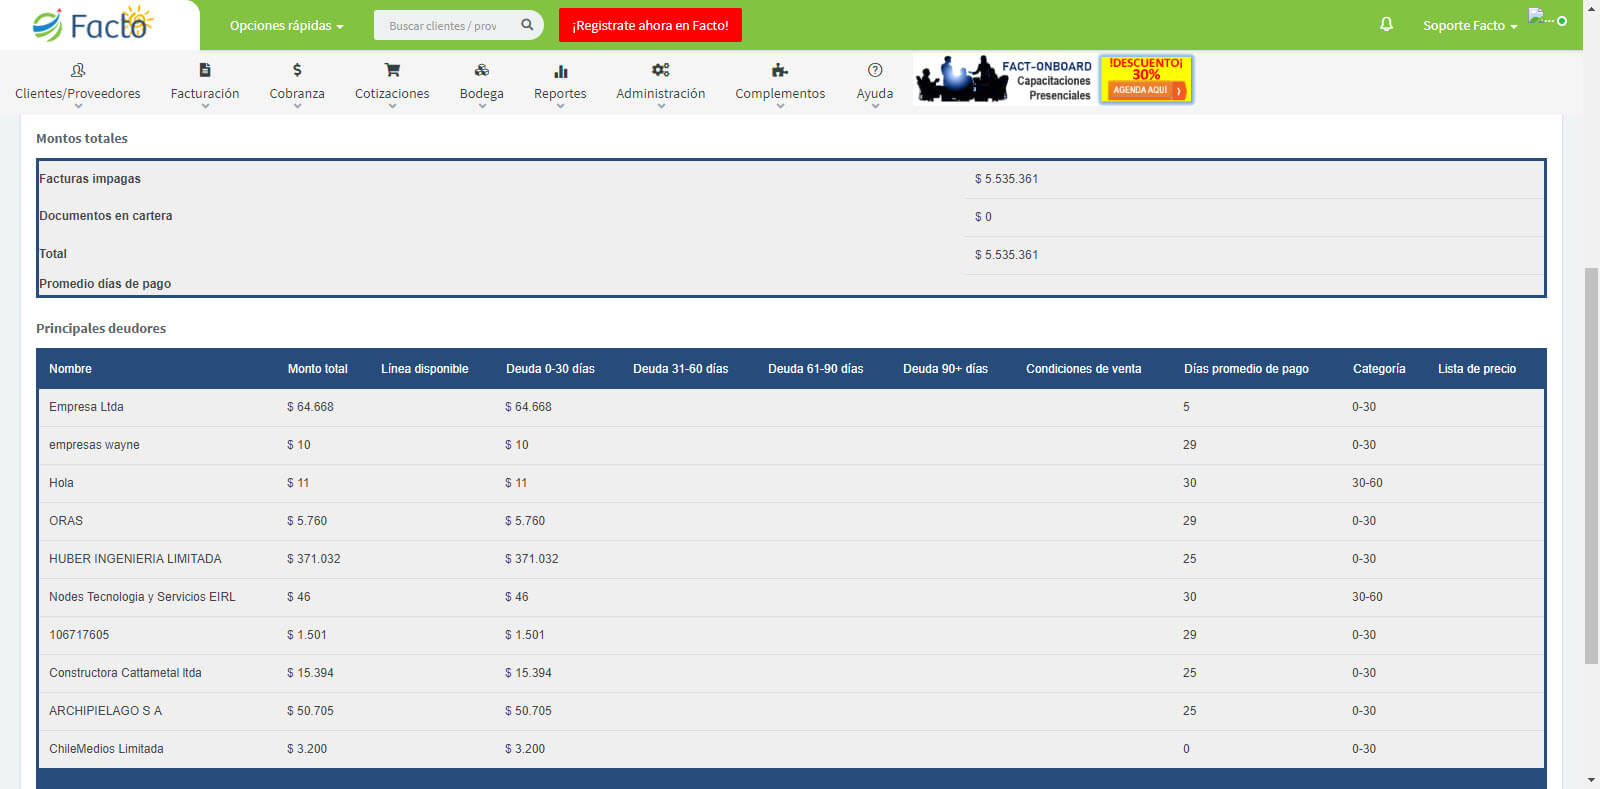 Facto
Opciones rápidas
Buscar clientes / prov
¡Registrate ahora en Facto!
Soporte Facto
...
Clientes/Proveedores
Facturación
Cobranza
Cotizaciones
Bodega
Reportes
Administración
Complementos
Ayuda
FACT-ONBOARD
Capacitaciones
Presenciales
!DESCUENTO¡
30%
AGENDA AQUÍ
Montos totales
Facturas impagas $ 5.535.361
Documentos en cartera $ 0
Total $ 5.535.361
Promedio días de pago
Principales deudores
Nombre Monto total Línea disponible Deuda 0-30 días Deuda 31-60 días Deuda 61-90 días Deuda 90+ días Condiciones de venta Días promedio de pago Categoría Lista de precio
Empresa Ltda $ 64.668 $ 64.668 5 0-30
empresas wayne $ 10 $ 10 29 0-30
Hola $ 11 $ 11 30 30-60
ORAS $ 5.760 $ 5.760 29 0-30
HUBER INGENIERIA LIMITADA $ 371.032 $ 371.032 25 0-30
Nodes Tecnologia y Servicios EIRL $ 46 $ 46 30 30-60
106717605 $ 1.501 $ 1.501 29 0-30
Constructora Cattametal ltda $ 15.394 $ 15.394 25 0-30
ARCHIPIELAGO S A $ 50.705 $ 50.705 25 0-30
ChileMedios Limitada $ 3.200 $ 3.200 0 0-30